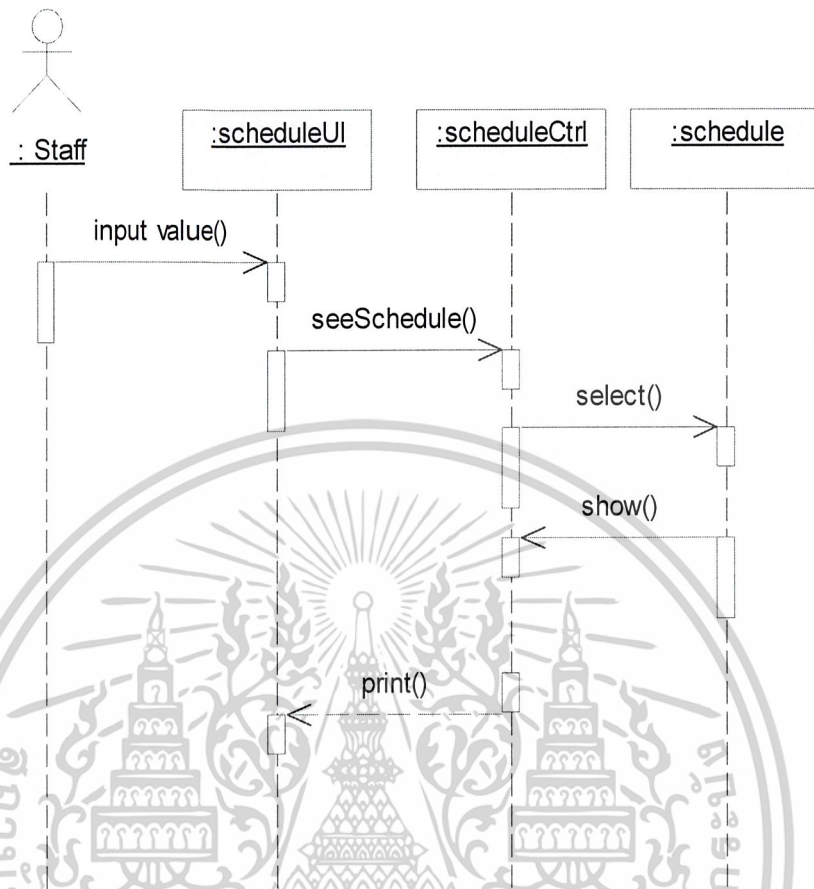 : Staff
:scheduleUI
:scheduleCtrl
:schedule
input value()
seeSchedule()
select()
show()
print()